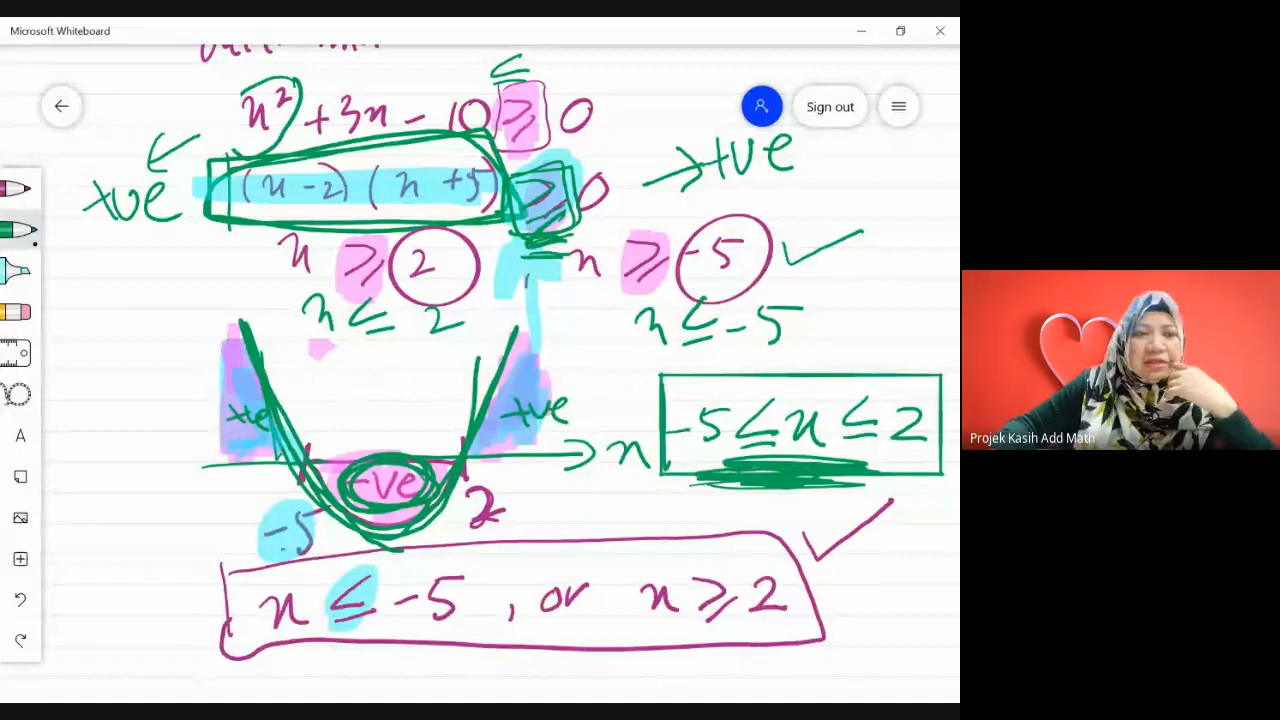 Microsoft Whiteboard
≤
x² + 3x - 10 ≥ 0
Sign out
→ +ve
+ve
(x - 2) (x + 5) ≥ 0
x ≥ 2
x ≥ -5
x ≤ 2
x ≤ -5
+ve
+ve
-5 ≤ x ≤ 2
x
-ve
-5
2
x ≤ -5 , or x ≥ 2
A
Projek Kasih Add Math